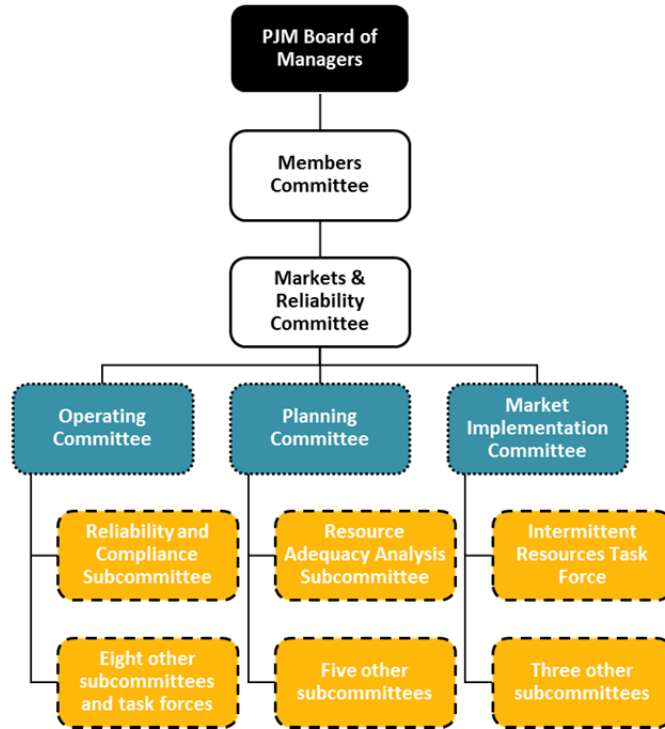 PJM Board of
Managers
Members
Committee
Markets &
Reliability
Committee
Operating
Committee
Planning
Committee
Market
Implementation
Committee
Reliability and
Compliance
Subcommittee
Resource
Adequacy Analysis
Subcommittee
Intermittent
Resources Task
Force
Eight other
subcommittees
and task forces
Five other
subcommittees
Three other
subcommittees